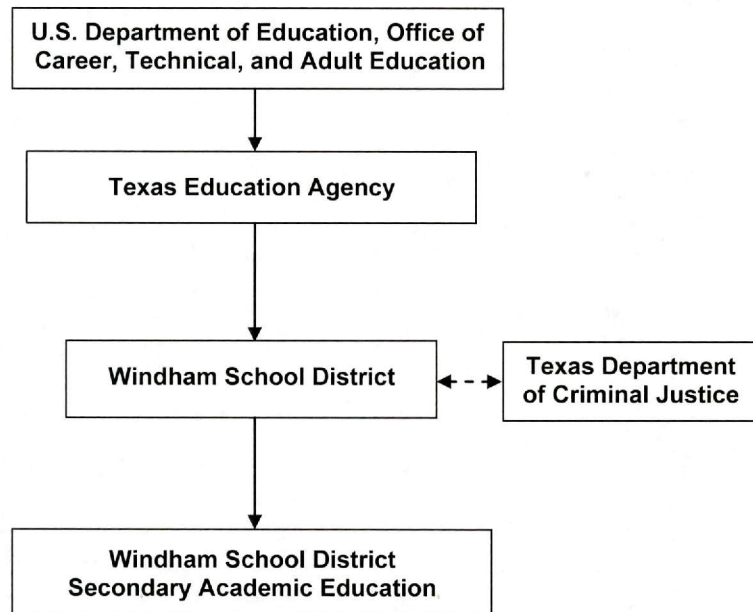 U.S. Department of Education, Office of
Career, Technical, and Adult Education
Texas Education Agency
Windham School District
Texas Department
of Criminal Justice
Windham School District
Secondary Academic Education